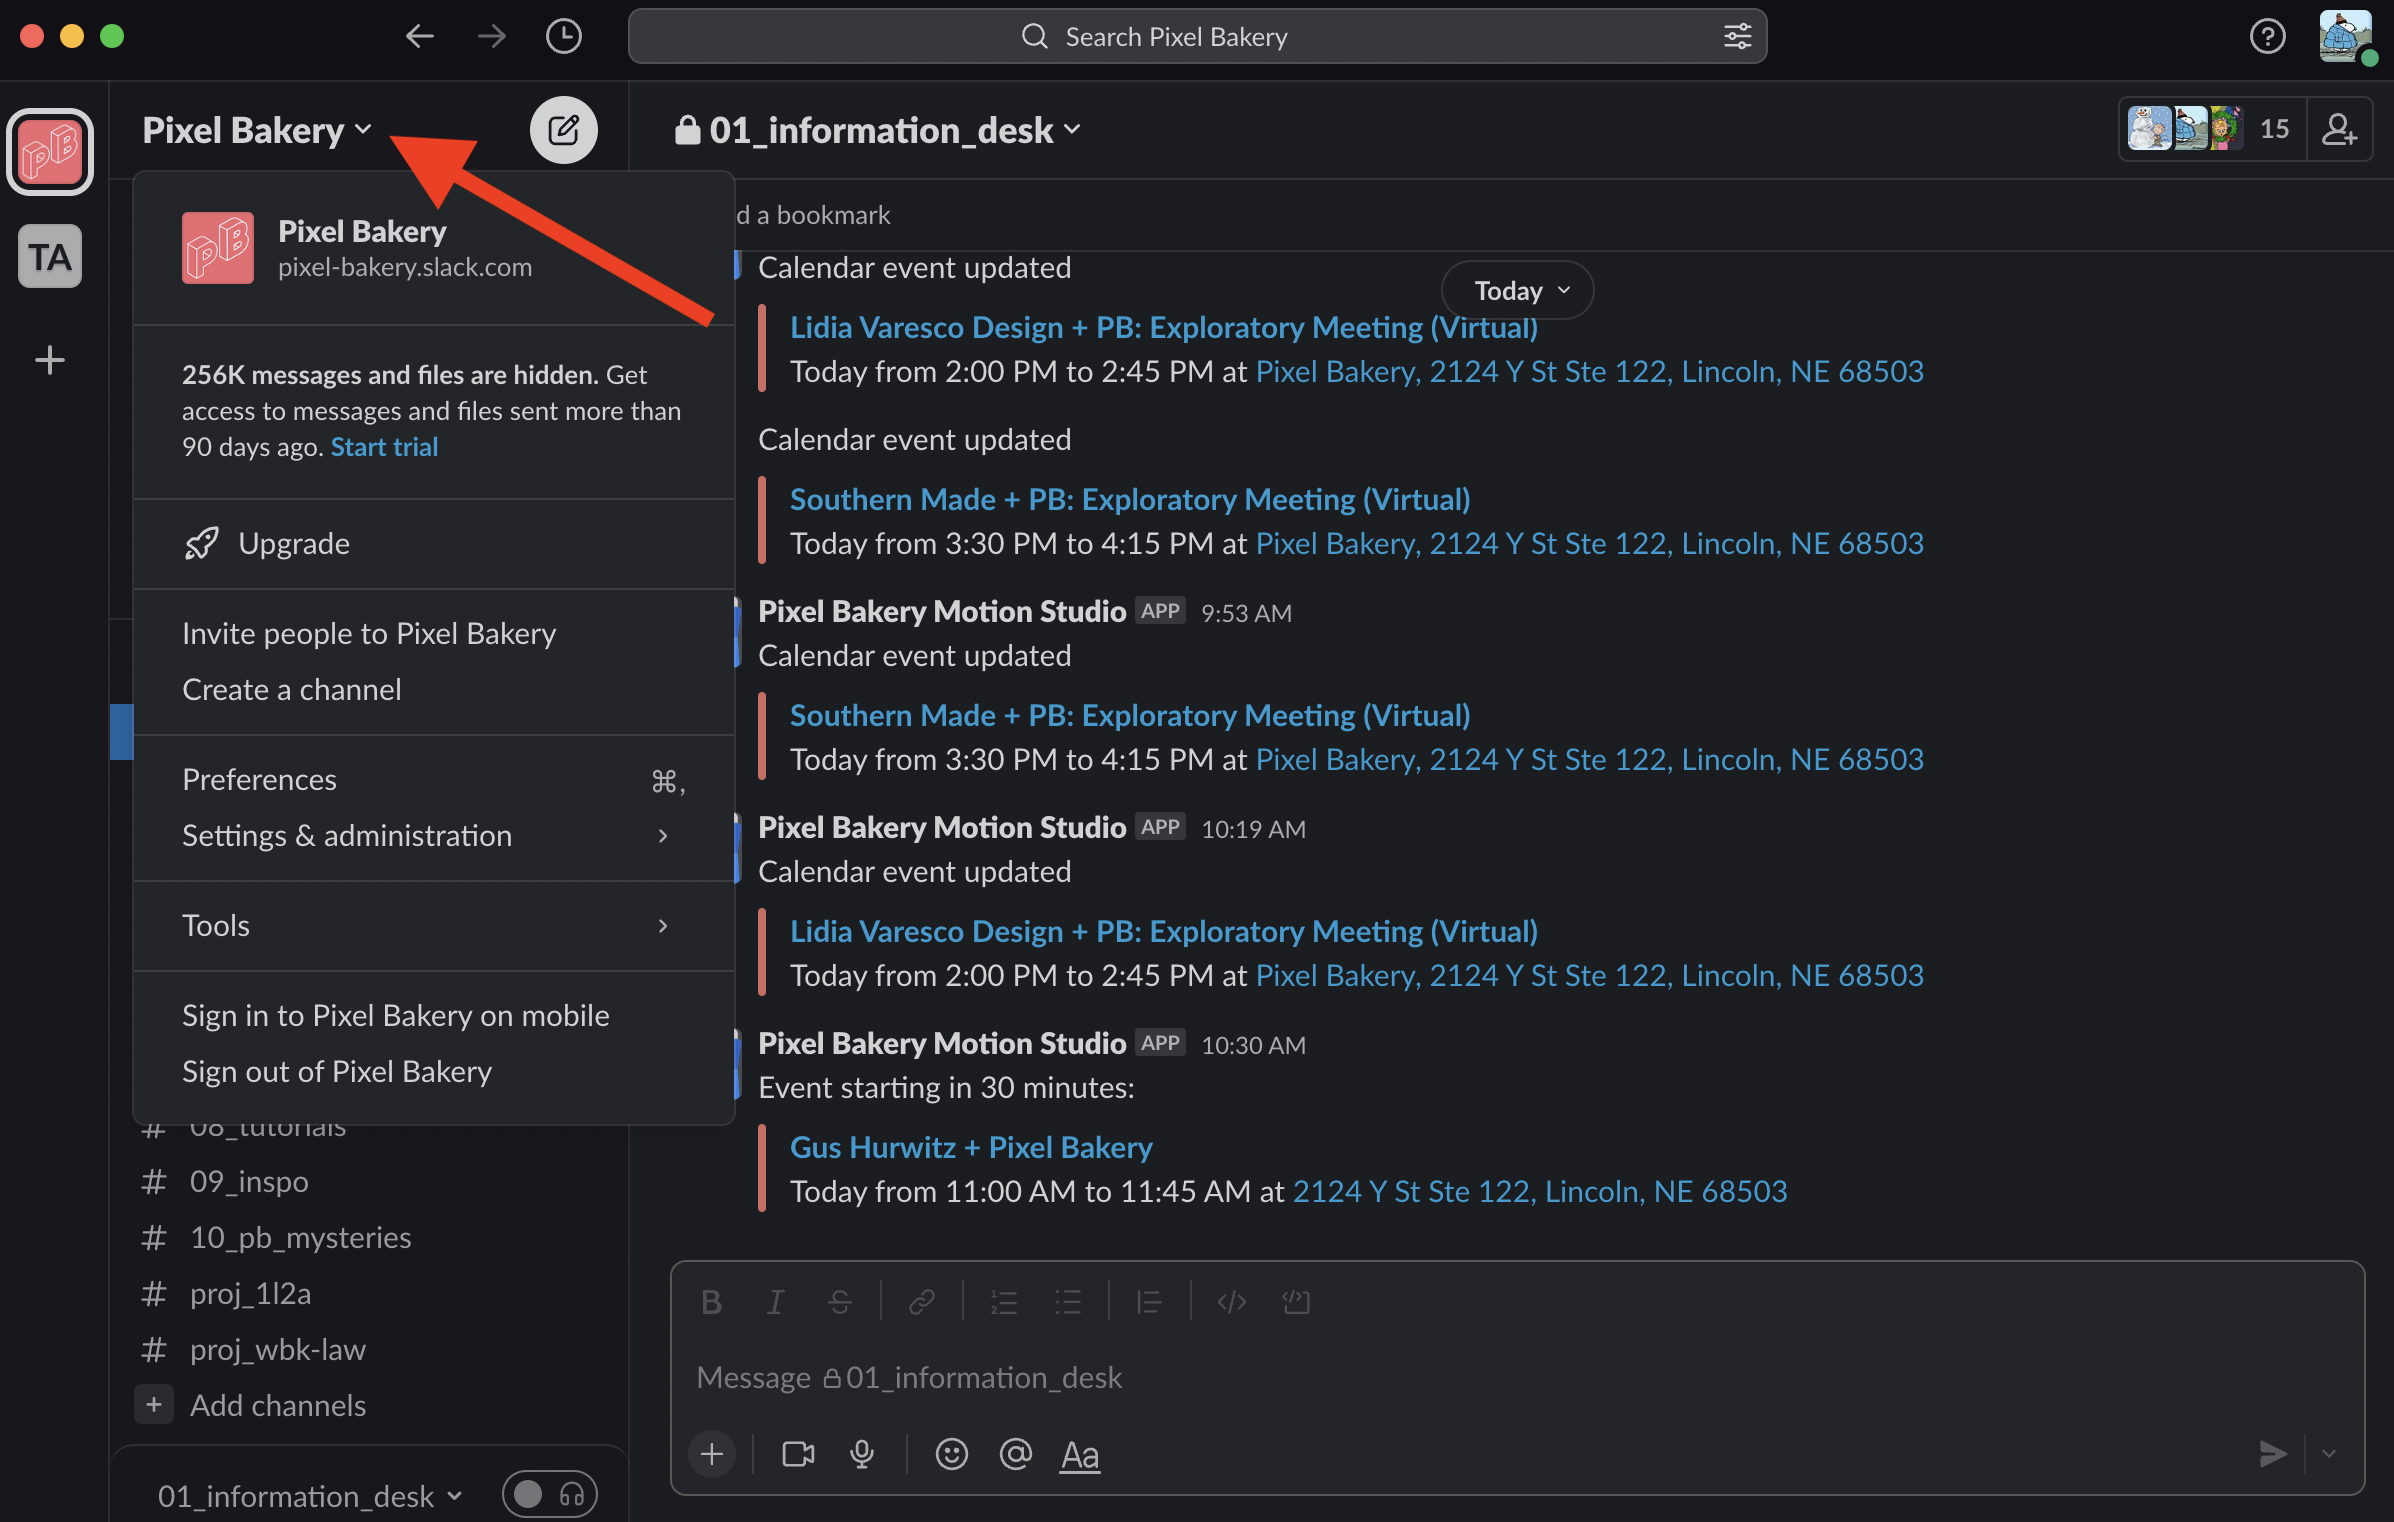 Search Pixel Bakery
Pixel Bakery
01_information_desk
15
PB
TA
Pixel Bakery
pixel-bakery.slack.com
256K messages and files are hidden. Get
access to messages and files sent more than
90 days ago. Start trial
Upgrade
Invite people to Pixel Bakery
Create a channel
Preferences ⌘,
Settings & administration
Tools
Sign in to Pixel Bakery on mobile
Sign out of Pixel Bakery
# 08_tutorials
# 09_inspo
# 10_pb_mysteries
# proj_1l2a
# proj_wbk-law
+ Add channels
01_information_desk
d a bookmark
Today
Calendar event updated
Lidia Varesco Design + PB: Exploratory Meeting (Virtual)
Today from 2:00 PM to 2:45 PM at Pixel Bakery, 2124 Y St Ste 122, Lincoln, NE 68503
Calendar event updated
Southern Made + PB: Exploratory Meeting (Virtual)
Today from 3:30 PM to 4:15 PM at Pixel Bakery, 2124 Y St Ste 122, Lincoln, NE 68503
Pixel Bakery Motion Studio APP 9:53 AM
Calendar event updated
Southern Made + PB: Exploratory Meeting (Virtual)
Today from 3:30 PM to 4:15 PM at Pixel Bakery, 2124 Y St Ste 122, Lincoln, NE 68503
Pixel Bakery Motion Studio APP 10:19 AM
Calendar event updated
Lidia Varesco Design + PB: Exploratory Meeting (Virtual)
Today from 2:00 PM to 2:45 PM at Pixel Bakery, 2124 Y St Ste 122, Lincoln, NE 68503
Pixel Bakery Motion Studio APP 10:30 AM
Event starting in 30 minutes:
Gus Hurwitz + Pixel Bakery
Today from 11:00 AM to 11:45 AM at 2124 Y St Ste 122, Lincoln, NE 68503
B I S
Message 01_information_desk
Aa